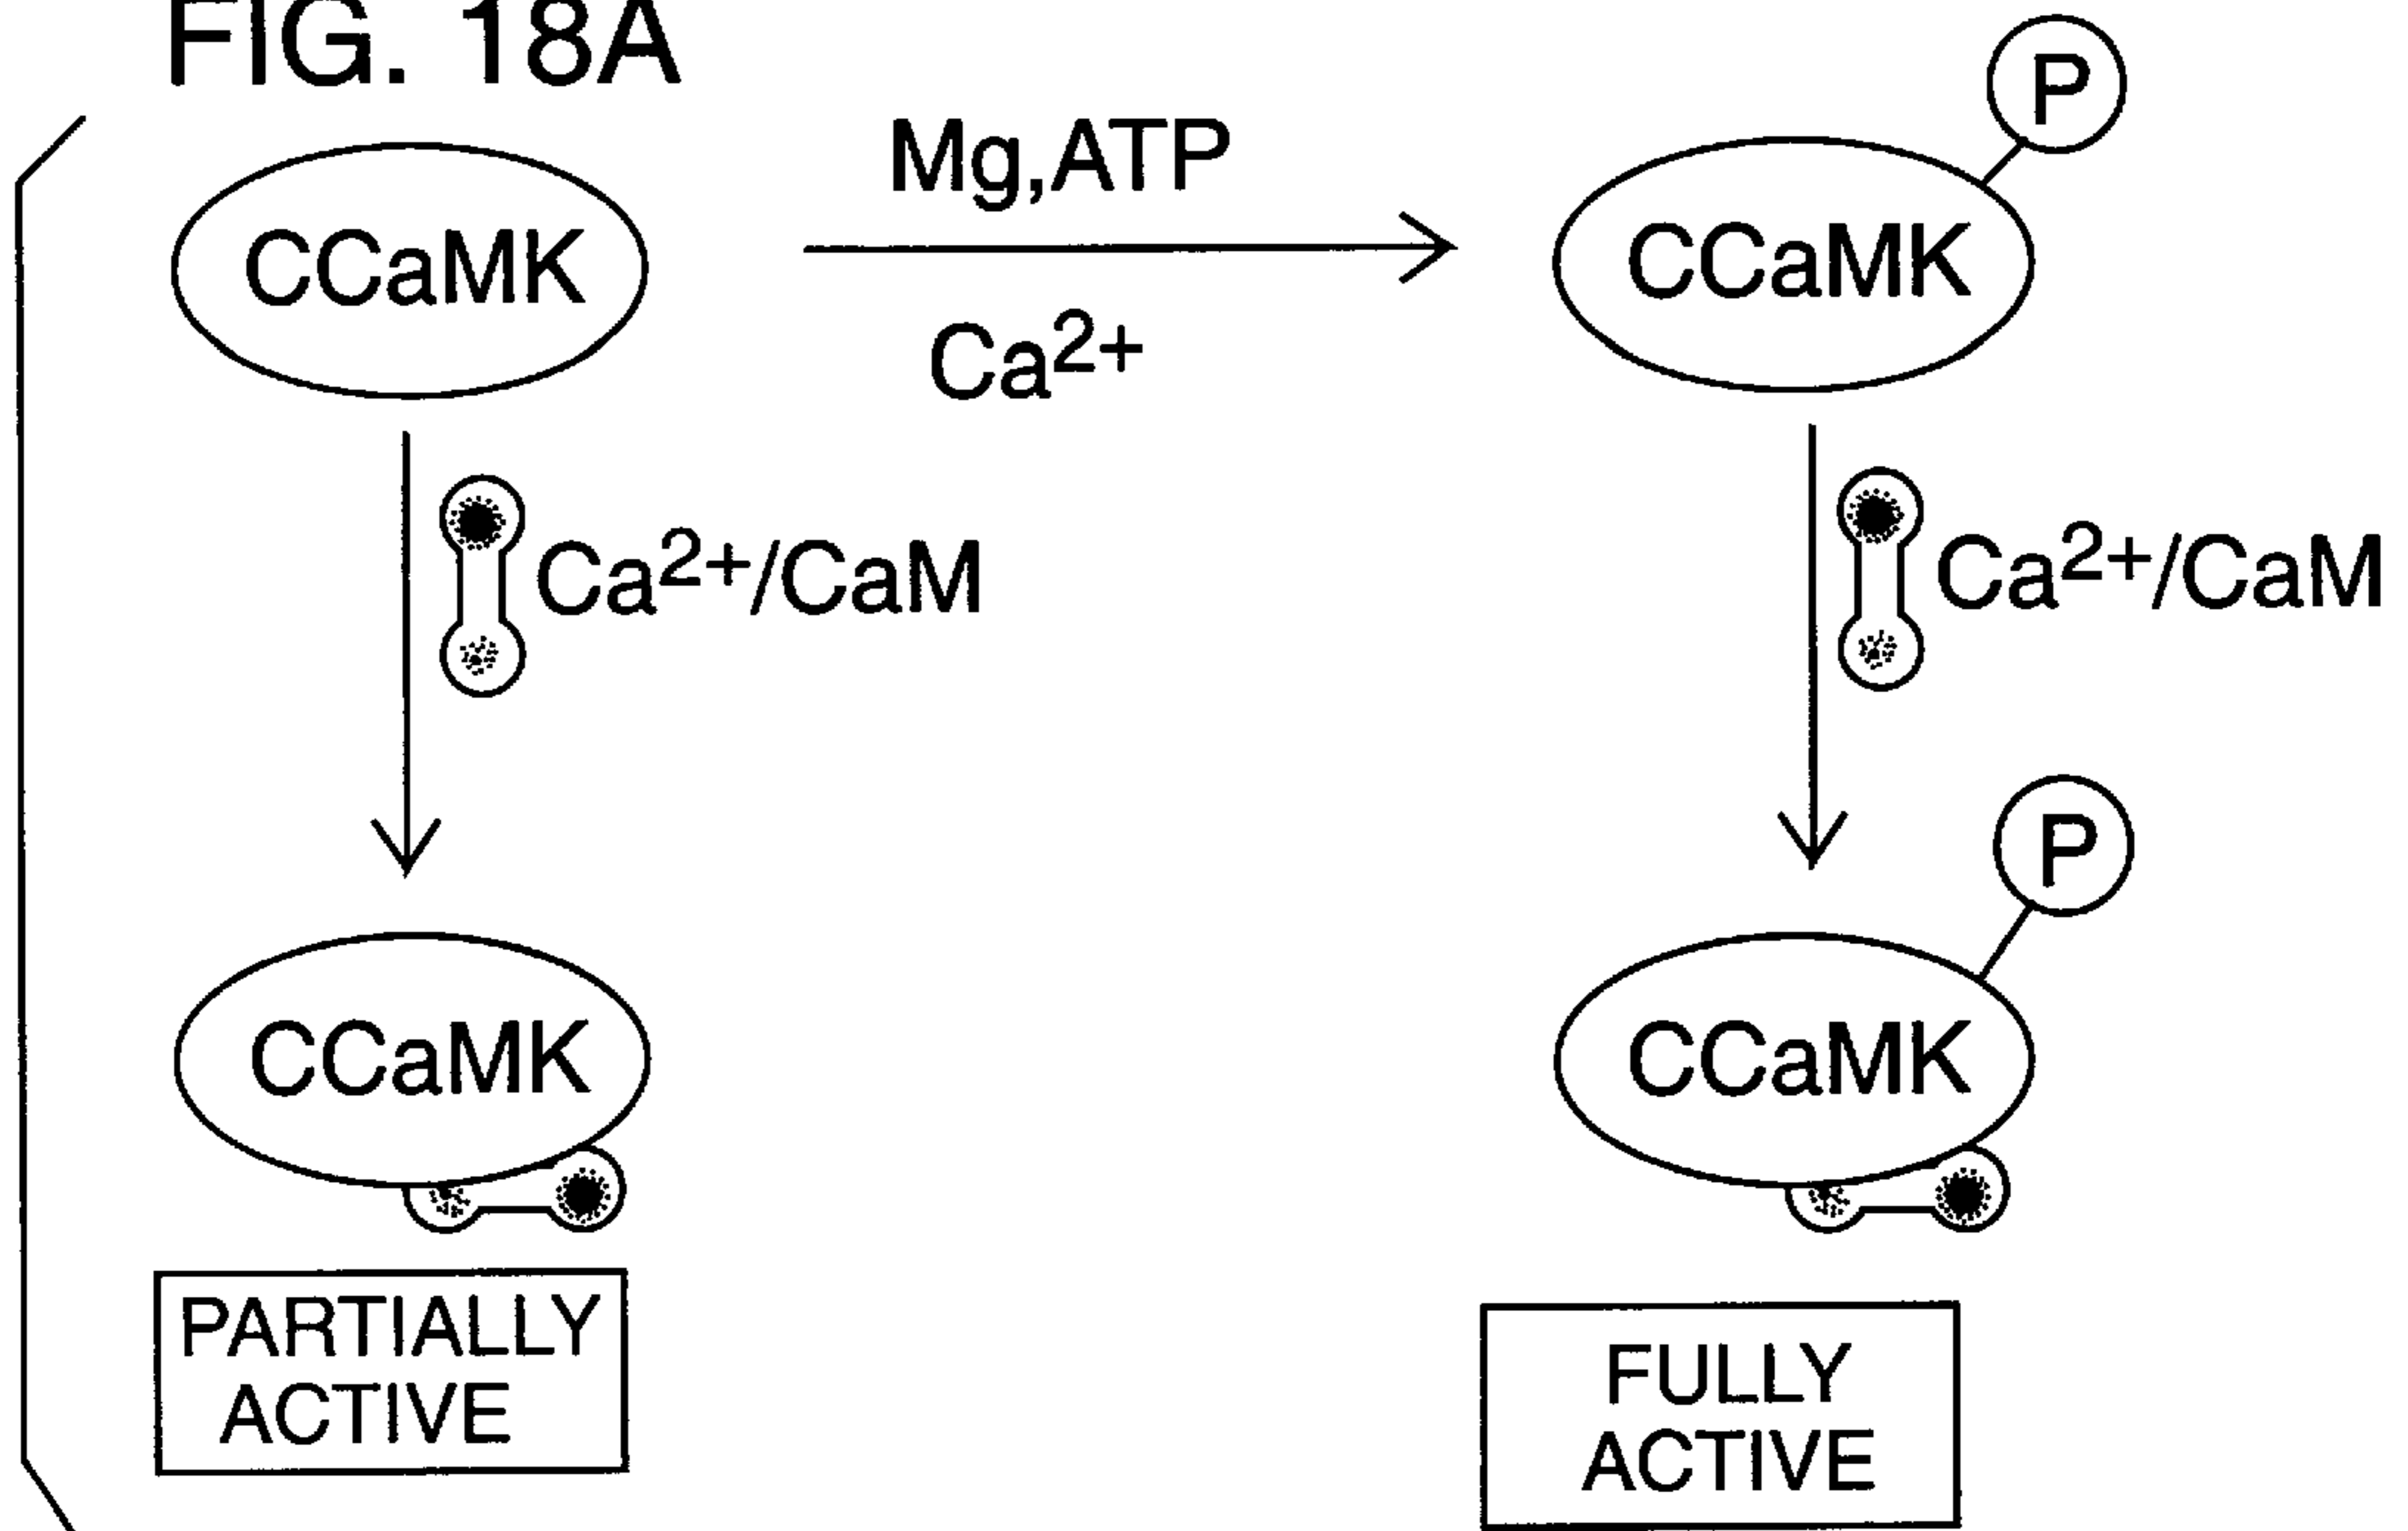 FIG. 18A
P
Mg,ATP
CCaMK
CCaMK
Ca2+
Ca2+/CaM
Ca2+/CaM
P
CCaMK
CCaMK
PARTIALLY
ACTIVE
FULLY
ACTIVE